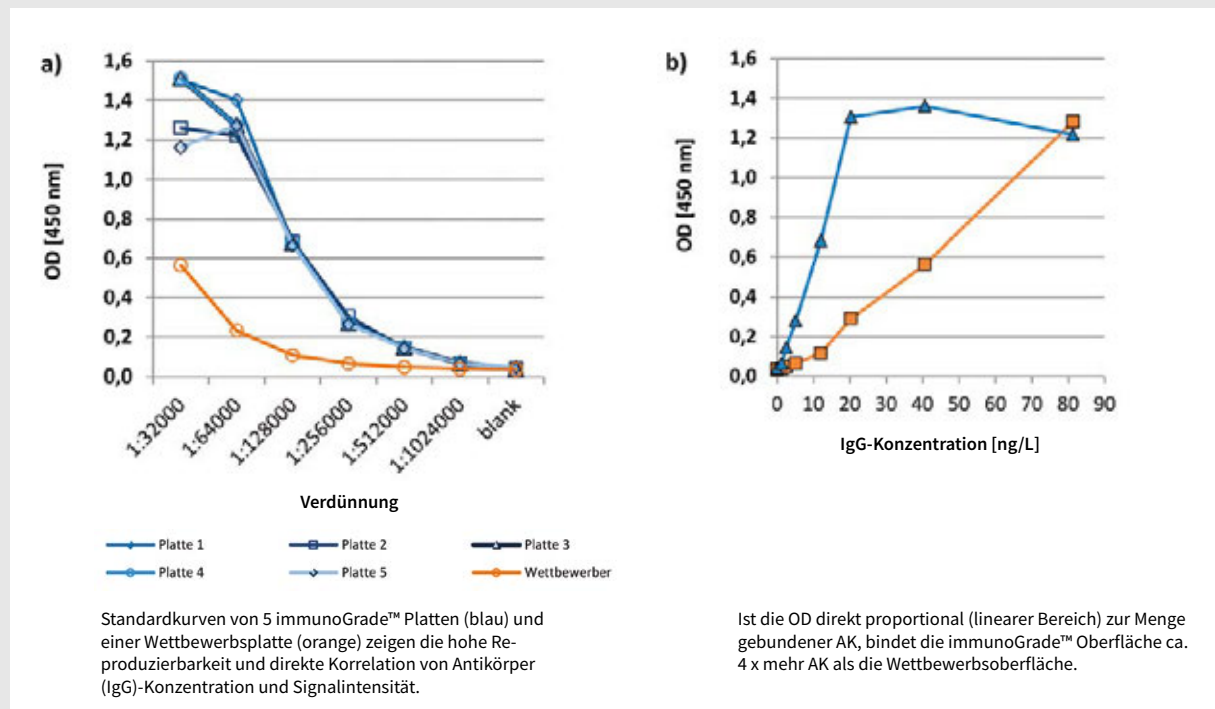 a)
1,6
1,4
1,2
1,0
0,8
0,6
0,4
0,2
0,0
OD [450 nm]
1:32000
1:64000
1:128000
1:256000
1:512000
1:1024000
blank
Verdünnung
Platte 1
Platte 2
Platte 3
Platte 4
Platte 5
Wettbewerber
Standardkurven von 5 immunoGrade™ Platten (blau) und
einer Wettbewerbsplatte (orange) zeigen die hohe Re-
produzierbarkeit und direkte Korrelation von Antikörper
(IgG)-Konzentration und Signalintensität.
b)
1,6
1,4
1,2
1,0
0,8
0,6
0,4
0,2
0,0
OD [450 nm]
0 10 20 30 40 50 60 70 80 90
IgG-Konzentration [ng/L]
Ist die OD direkt proportional (linearer Bereich) zur Menge
gebundener AK, bindet die immunoGrade™ Oberfläche ca.
4 x mehr AK als die Wettbewerbsoberfläche.